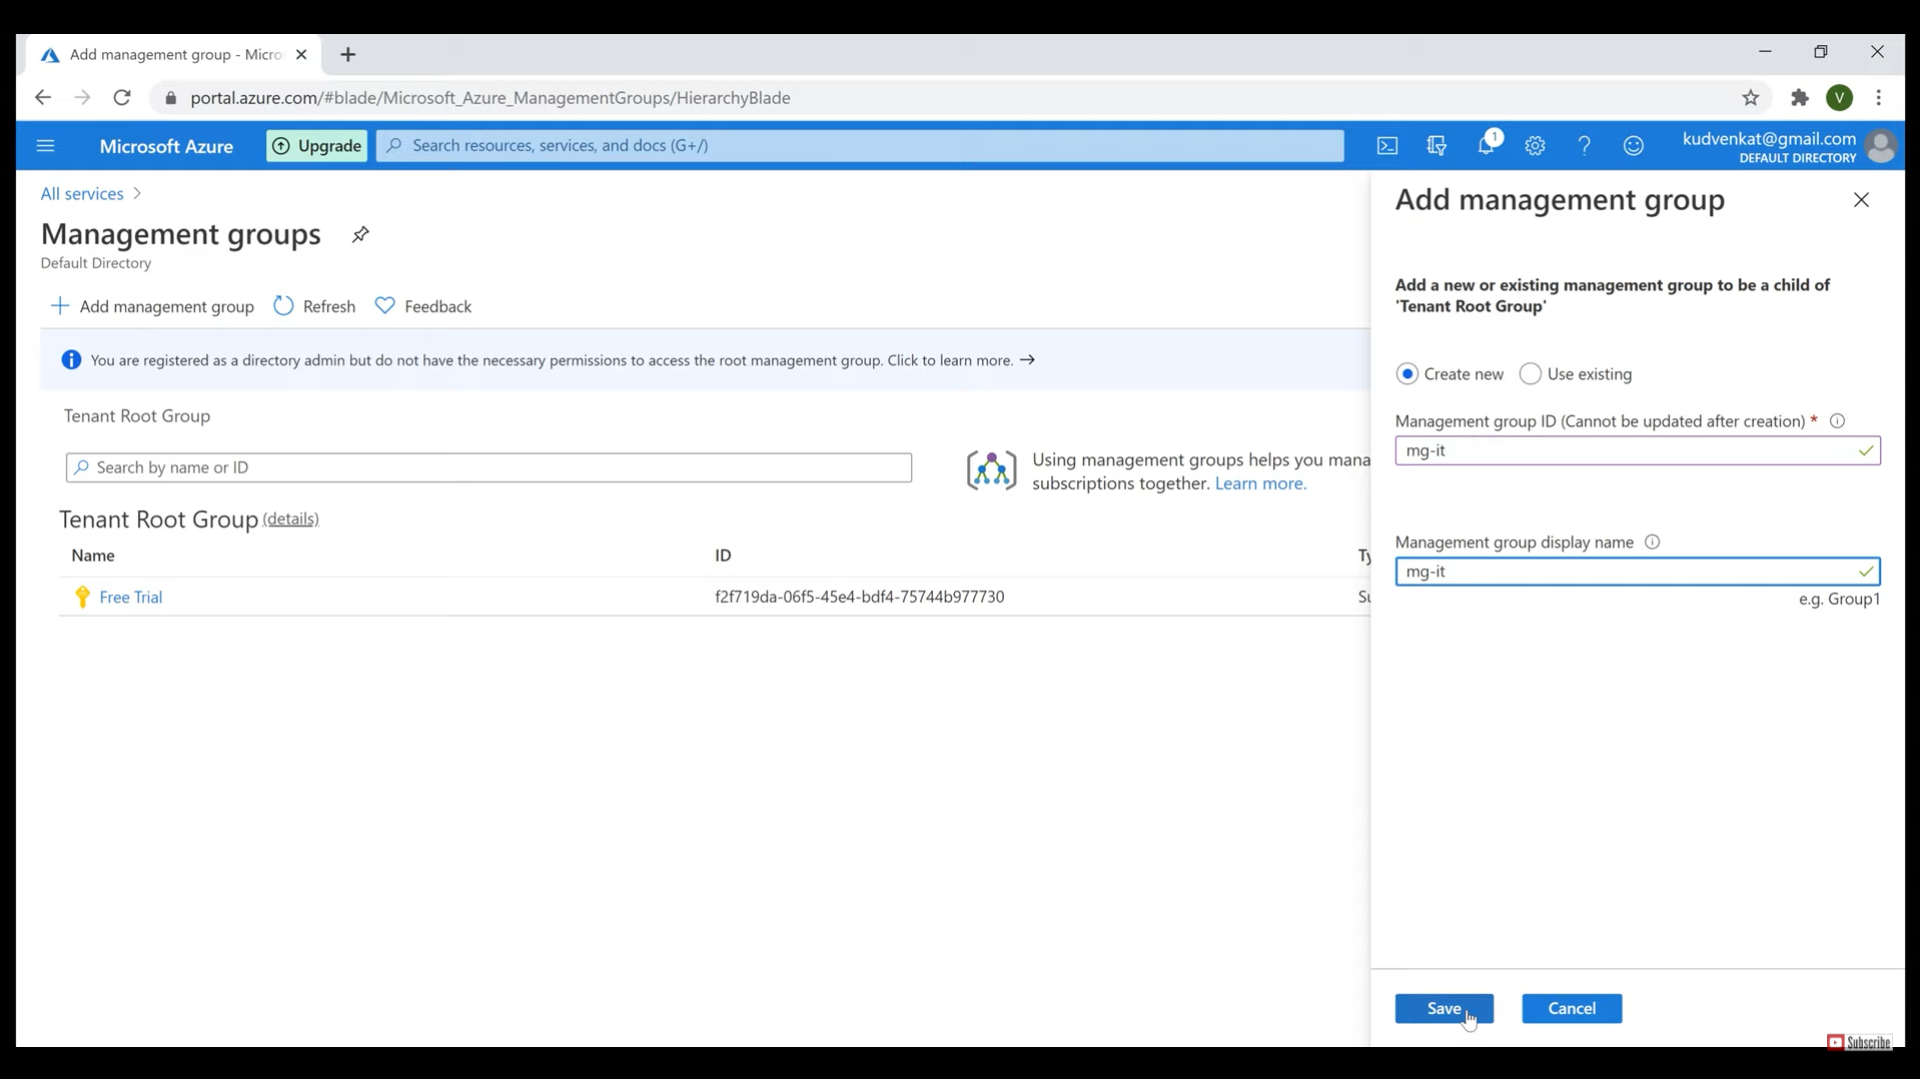 Add management group - Micro
portal.azure.com/#blade/Microsoft_Azure_ManagementGroups/HierarchyBlade
V
Microsoft Azure
Upgrade
Search resources, services, and docs (G+/)
1
kudvenkat@gmail.com
DEFAULT DIRECTORY
All services
Management groups
Default Directory
Add management group
Refresh
Feedback
You are registered as a directory admin but do not have the necessary permissions to access the root management group. Click to learn more. →
Tenant Root Group
Search by name or ID
Using management groups helps you mana
subscriptions together. Learn more.
Tenant Root Group (details)
Name
ID
Ty
Free Trial
f2f719da-06f5-45e4-bdf4-75744b977730
Su
Add management group
Add a new or existing management group to be a child of
'Tenant Root Group'
Create new
Use existing
Management group ID (Cannot be updated after creation) *
mg-it
Management group display name
mg-it
e.g. Group1
Save
Cancel
Subscribe